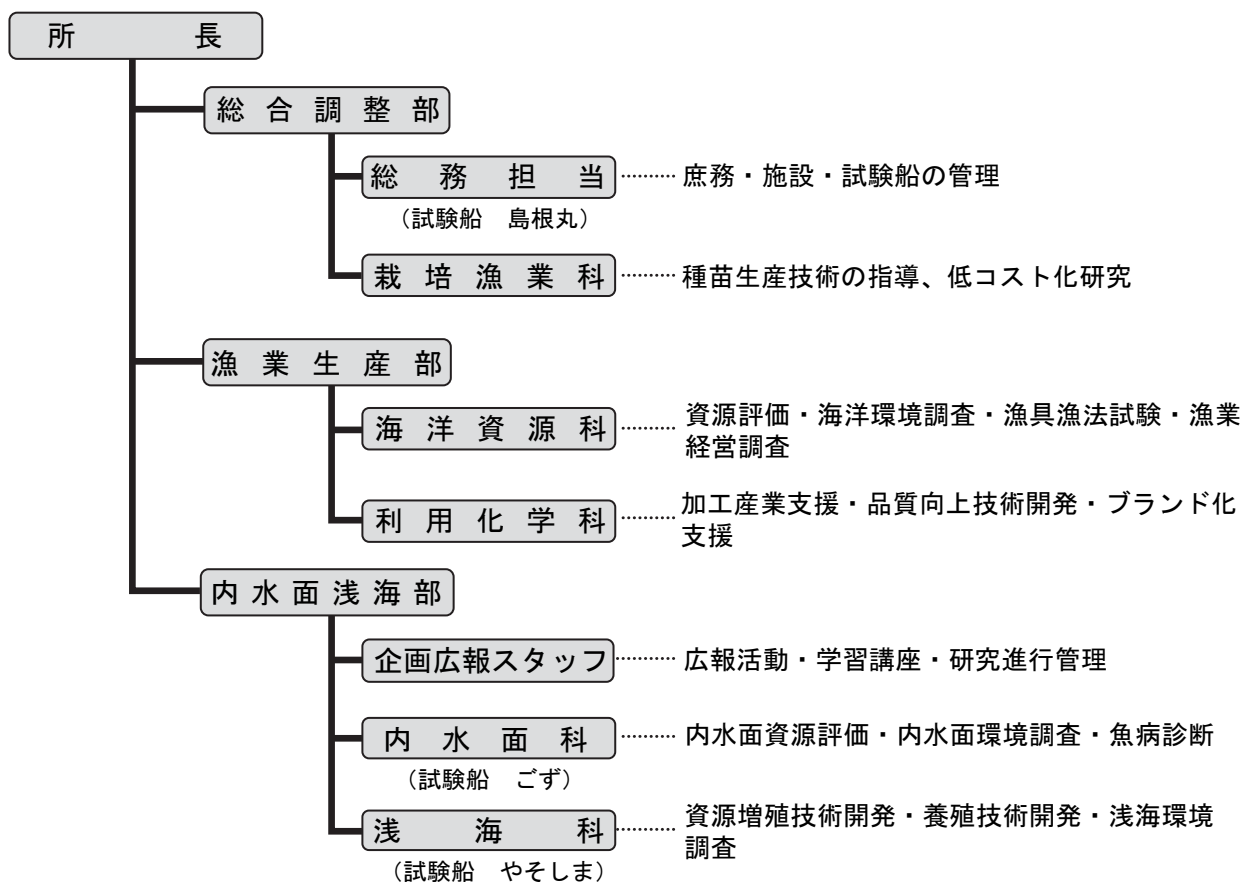 所長
総合調整部
総務担当 ……… 庶務・施設・試験船の管理
（試験船　島根丸）
栽培漁業科 ……… 種苗生産技術の指導、低コスト化研究
漁業生産部
海洋資源科 ……… 資源評価・海洋環境調査・漁具漁法試験・漁業
経営調査
利用化学科 ……… 加工産業支援・品質向上技術開発・ブランド化
支援
内水面浅海部
企画広報スタッフ ……… 広報活動・学習講座・研究進行管理
内水面科 ……… 内水面資源評価・内水面環境調査・魚病診断
（試験船　ごず）
浅海科 ……… 資源増殖技術開発・養殖技術開発・浅海環境
調査
（試験船　やそしま）